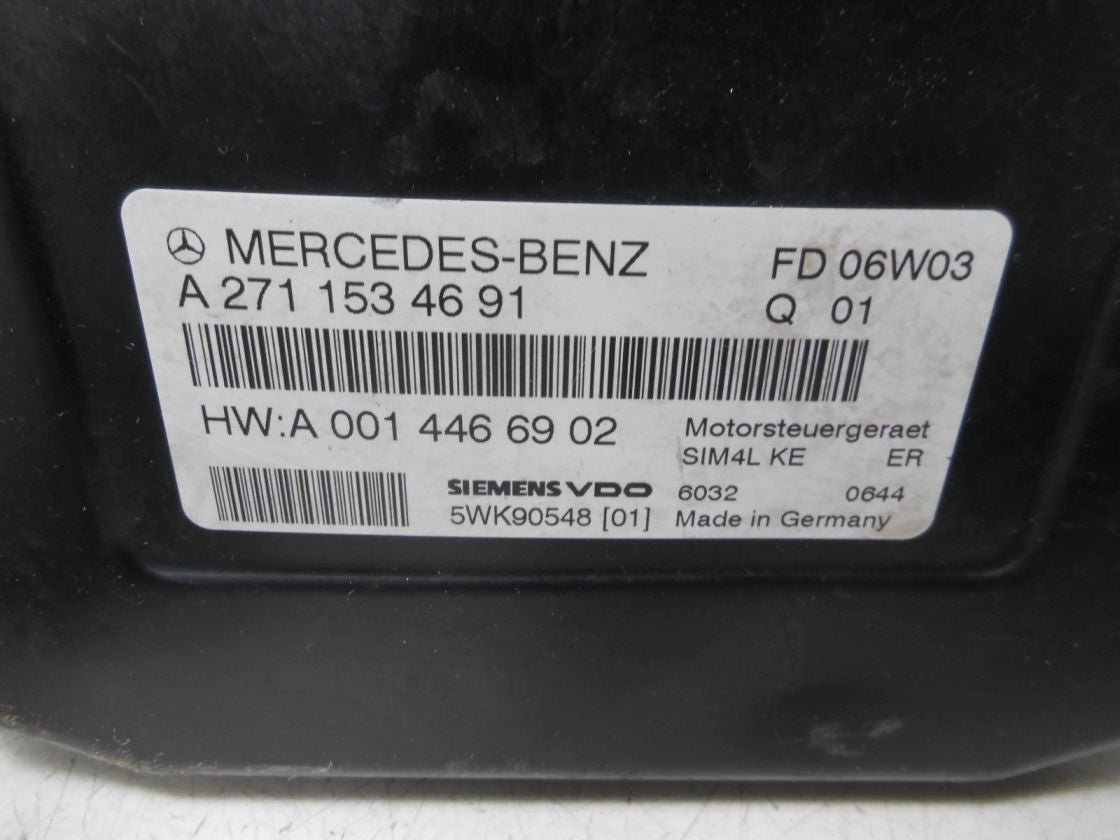 MERCEDES-BENZ FD 06W03
A 271 153 46 91 Q 01
HW:A 001 446 69 02 Motorsteuergeraet
SIM4L KE ER
SIEMENS VDO 6032 0644
5WK90548 [01] Made in Germany